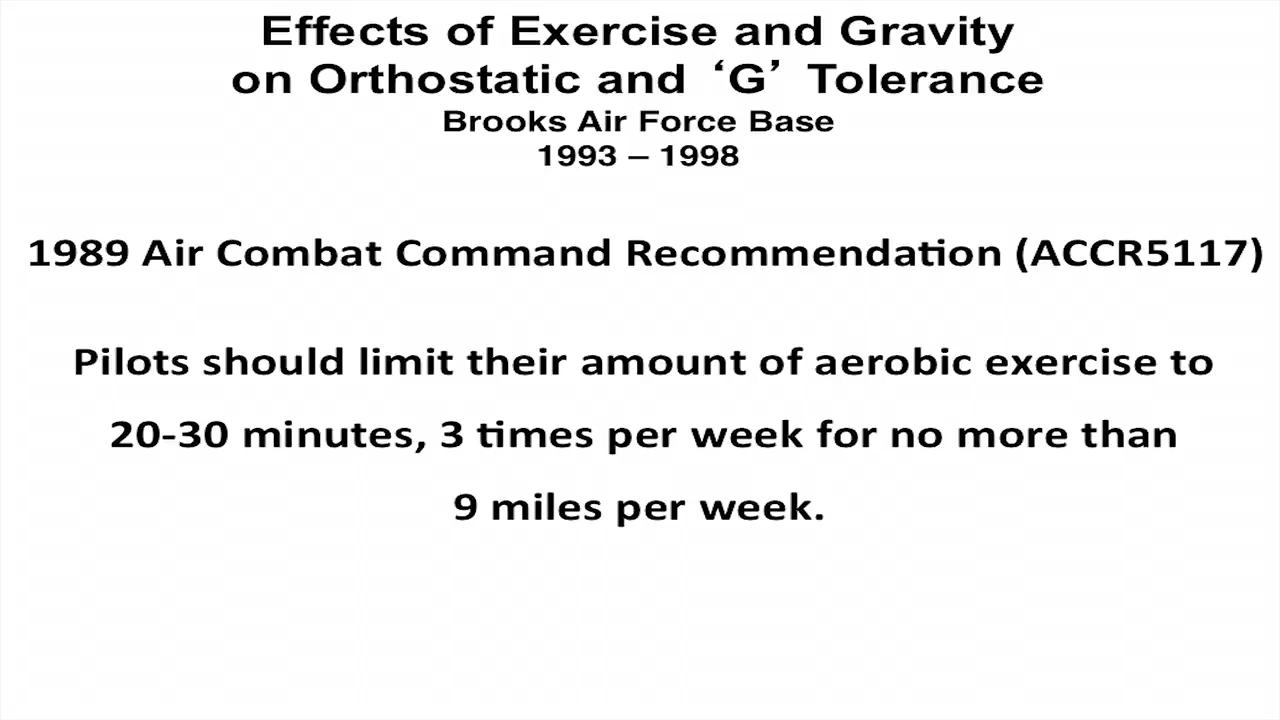 Effects of Exercise and Gravity
on Orthostatic and ‘G’ Tolerance
Brooks Air Force Base
1993 – 1998
1989 Air Combat Command Recommendation (ACCR5117)
Pilots should limit their amount of aerobic exercise to
20-30 minutes, 3 times per week for no more than
9 miles per week.